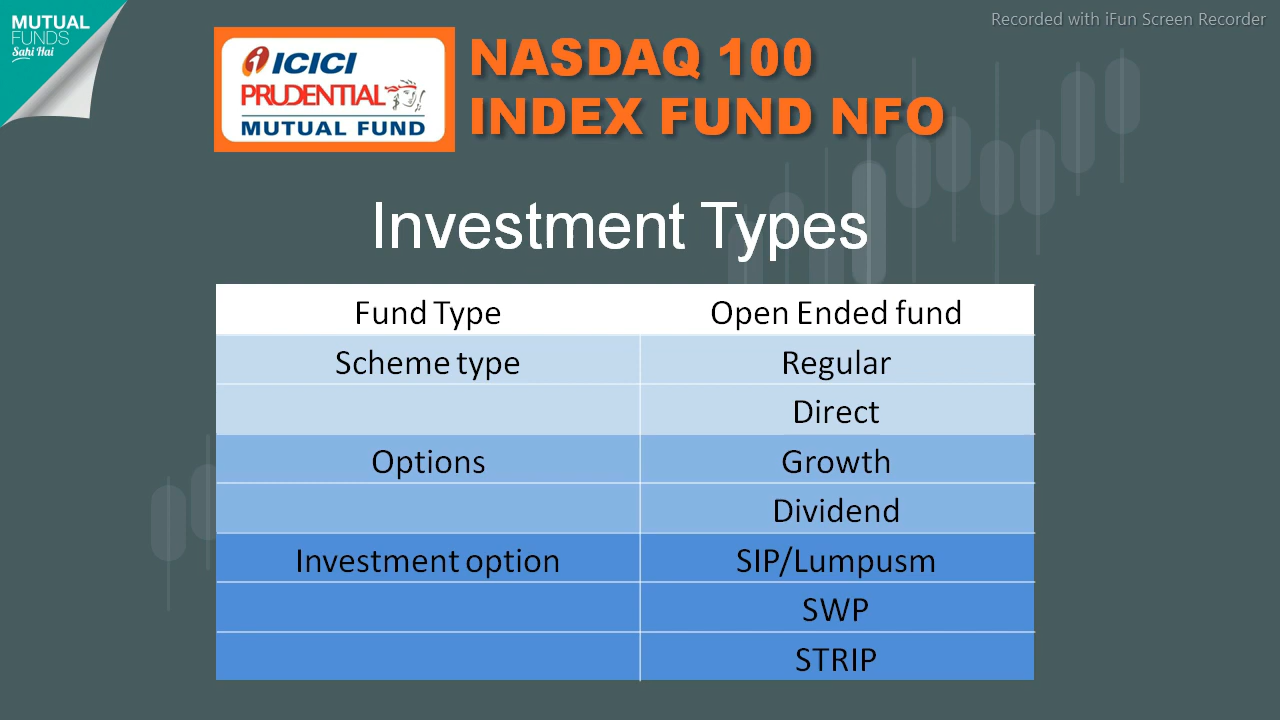 MUTUAL
FUNDS
Sahi Hai
Recorded with iFun Screen Recorder
ICICI
PRUDENTIAL
MUTUAL FUND
NASDAQ 100
INDEX FUND NFO
Investment Types
Fund Type Open Ended fund
Scheme type Regular
Direct
Options Growth
Dividend
Investment option SIP/Lumpusm
SWP
STRIP